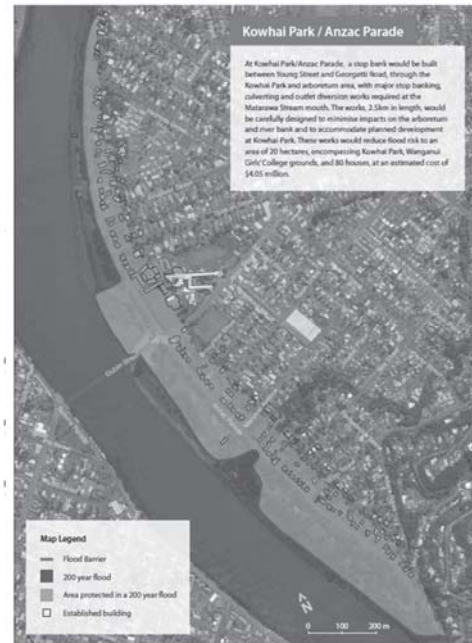 Kowhai Park / Anzac Parade
At Kowhai Park/Anzac Parade, a stop bank would be built
between Young Street and Georgetti Road, through the
Kowhai Park and arboretum area, with major stop banking,
culverting and outlet diversion works required at the
Matarawa Stream mouth. The works, 2.5km in length, would
be carefully designed to minimise impacts on the arboretum
and river bank and to accommodate planned development
at Kowhai Park. These works would reduce flood risk to an
area of 20 hectares, encompassing Kowhai Park, Wanganui
Girls' College grounds, and 80 houses, at an estimated cost of
$4.05 million.
Map Legend
Flood Barrier
200 year flood
Area protected in a 200 year flood
Established building
N
0 100 200 m